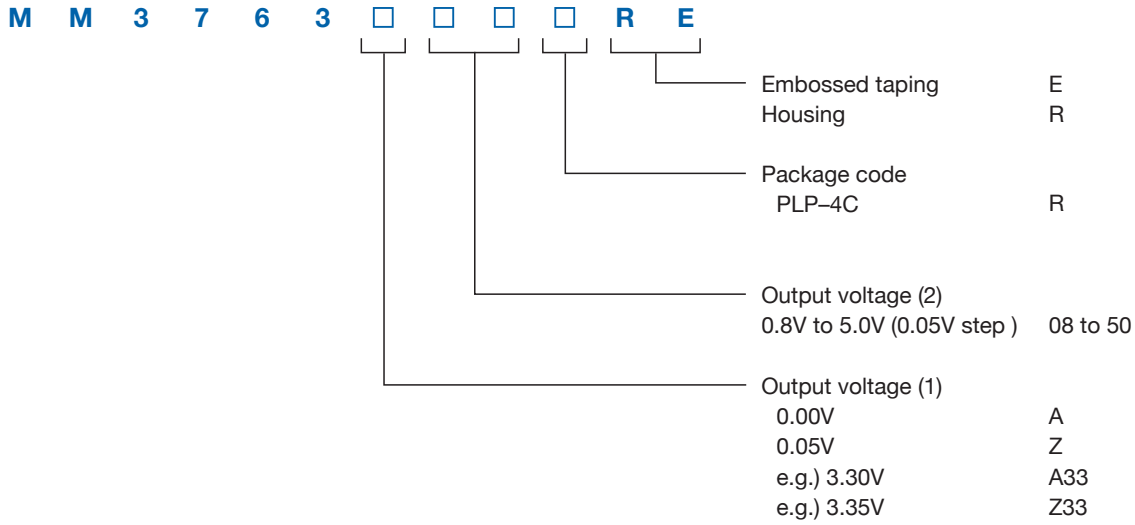 M M 3 7 6 3 □ □ □ □ R E
Embossed taping E
Housing R
Package code
PLP–4C R
Output voltage (2)
0.8V to 5.0V (0.05V step ) 08 to 50
Output voltage (1)
0.00V A
0.05V Z
e.g.) 3.30V A33
e.g.) 3.35V Z33